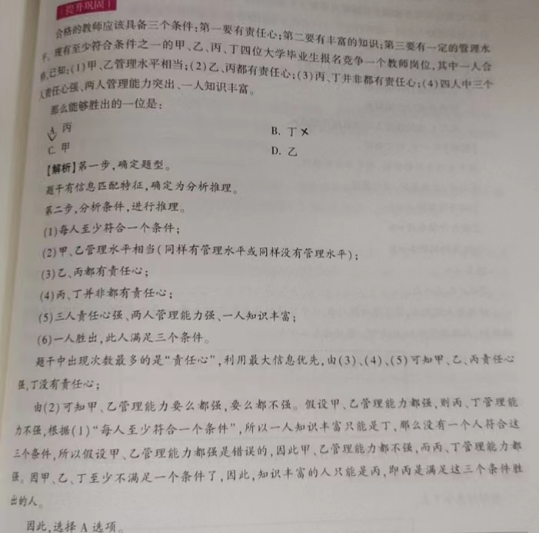 提升巩固1
合格的教师应该具备三个条件:第一要有责任心;第二要有丰富的知识;第三要有一定的管理水
平。现有至少符合条件之一的甲、乙、丙、丁四位大学毕业生报名竞争一个教师岗位,其中一人合
格,已知:(1)甲、乙管理水平相当;(2)乙、丙都有责任心;(3)丙、丁并非都有责任心;(4)四人中三个
人责任心强、两人管理能力突出、一人知识丰富。
那么能够胜出的一位是:
A. 丙 B. 丁
C. 甲 D. 乙
【解析】第一步,确定题型。
题干有信息匹配特征,确定为分析推理。
第二步,分析条件,进行推理。
(1)每人至少符合一个条件;
(2)甲、乙管理水平相当(同样有管理水平或同样没有管理水平);
(3)乙、丙都有责任心;
(4)丙、丁并非都有责任心;
(5)三人责任心强、两人管理能力强、一人知识丰富;
(6)一人胜出,此人满足三个条件。
题干中出现次数最多的是“责任心”,利用最大信息优先,由(3)、(4)、(5)可知甲、乙、丙责任心
强,丁没有责任心;
由(2)可知甲、乙管理能力要么都强,要么都不强。假设甲、乙管理能力都强,则丙、丁管理能
力不强,根据(1)“每人至少符合一个条件”,所以一人知识丰富只能是丁,那么没有一个人符合这
三个条件,所以假设甲、乙管理能力都强是错误的,因此甲、乙管理能力都不强,而丙、丁管理能力都
强。因甲、乙、丁至少不满足一个条件了,因此,知识丰富的人只能是丙,即丙是满足这三个条件胜
出的人。
因此,选择 A 选项。